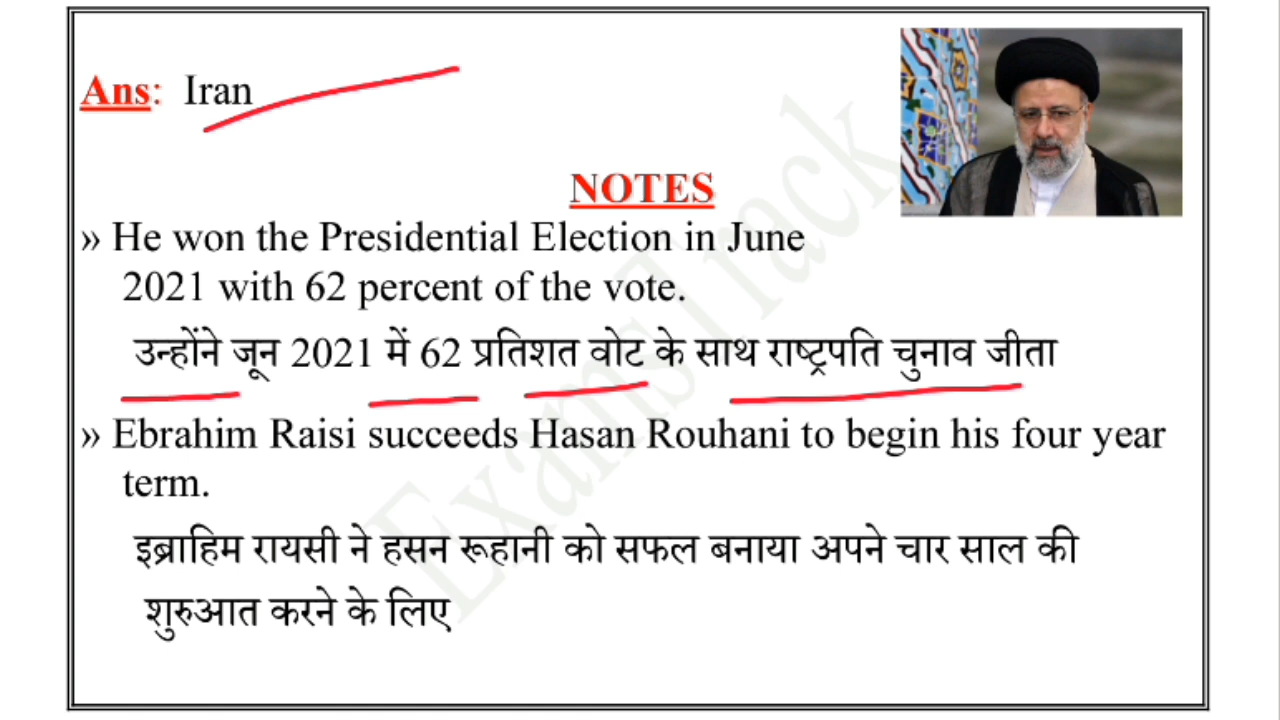 Ans: Iran
NOTES
» He won the Presidential Election in June
2021 with 62 percent of the vote.
उन्होंने जून 2021 में 62 प्रतिशत वोट के साथ राष्ट्रपति चुनाव जीता
» Ebrahim Raisi succeeds Hasan Rouhani to begin his four year
term.
इब्राहिम रायसी ने हसन रूहानी को सफल बनाया अपने चार साल की
शुरुआत करने के लिए
ExamsTrack